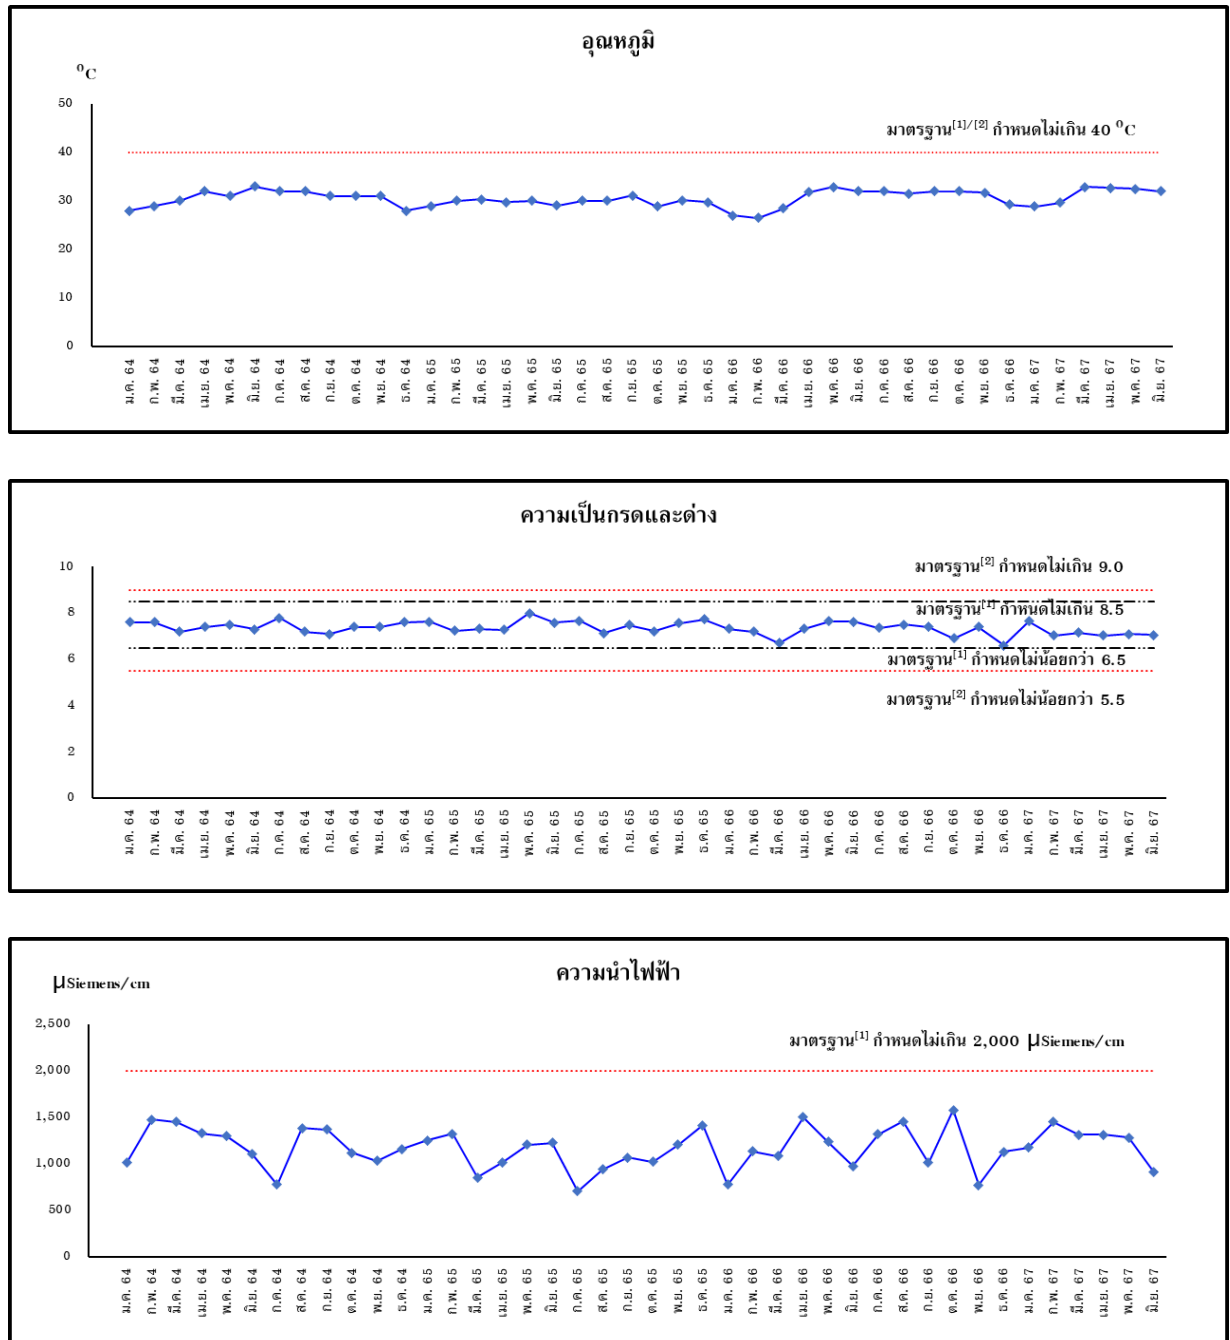 อุณหภูมิ
⁰C
50
มาตรฐาน[1]/[2] กำหนดไม่เกิน 40 ⁰C
40
30
20
10
0
ม.ค. 64 ก.พ. 64 มี.ค. 64 เม.ย. 64 พ.ค. 64 มิ.ย. 64 ก.ค. 64 ส.ค. 64 ก.ย. 64 ต.ค. 64 พ.ย. 64 ธ.ค. 64 ม.ค. 65 ก.พ. 65 มี.ค. 65 เม.ย. 65 พ.ค. 65 มิ.ย. 65 ก.ค. 65 ส.ค. 65 ก.ย. 65 ต.ค. 65 พ.ย. 65 ธ.ค. 65 ม.ค. 66 ก.พ. 66 มี.ค. 66 เม.ย. 66 พ.ค. 66 มิ.ย. 66 ก.ค. 66 ส.ค. 66 ก.ย. 66 ต.ค. 66 พ.ย. 66 ธ.ค. 66 ม.ค. 67 ก.พ. 67 มี.ค. 67 เม.ย. 67 พ.ค. 67 มิ.ย. 67
ความเป็นกรดและด่าง
10
มาตรฐาน[2] กำหนดไม่เกิน 9.0
8
มาตรฐาน[1] กำหนดไม่เกิน 8.5
6
มาตรฐาน[1] กำหนดไม่น้อยกว่า 6.5
มาตรฐาน[2] กำหนดไม่น้อยกว่า 5.5
4
2
0
ม.ค. 64 ก.พ. 64 มี.ค. 64 เม.ย. 64 พ.ค. 64 มิ.ย. 64 ก.ค. 64 ส.ค. 64 ก.ย. 64 ต.ค. 64 พ.ย. 64 ธ.ค. 64 ม.ค. 65 ก.พ. 65 มี.ค. 65 เม.ย. 65 พ.ค. 65 มิ.ย. 65 ก.ค. 65 ส.ค. 65 ก.ย. 65 ต.ค. 65 พ.ย. 65 ธ.ค. 65 ม.ค. 66 ก.พ. 66 มี.ค. 66 เม.ย. 66 พ.ค. 66 มิ.ย. 66 ก.ค. 66 ส.ค. 66 ก.ย. 66 ต.ค. 66 พ.ย. 66 ธ.ค. 66 ม.ค. 67 ก.พ. 67 มี.ค. 67 เม.ย. 67 พ.ค. 67 มิ.ย. 67
ความนำไฟฟ้า
µSiemens/cm
2,500
มาตรฐาน[1] กำหนดไม่เกิน 2,000 µSiemens/cm
2,000
1,500
1,000
500
0
ม.ค. 64 ก.พ. 64 มี.ค. 64 เม.ย. 64 พ.ค. 64 มิ.ย. 64 ก.ค. 64 ส.ค. 64 ก.ย. 64 ต.ค. 64 พ.ย. 64 ธ.ค. 64 ม.ค. 65 ก.พ. 65 มี.ค. 65 เม.ย. 65 พ.ค. 65 มิ.ย. 65 ก.ค. 65 ส.ค. 65 ก.ย. 65 ต.ค. 65 พ.ย. 65 ธ.ค. 65 ม.ค. 66 ก.พ. 66 มี.ค. 66 เม.ย. 66 พ.ค. 66 มิ.ย. 66 ก.ค. 66 ส.ค. 66 ก.ย. 66 ต.ค. 66 พ.ย. 66 ธ.ค. 66 ม.ค. 67 ก.พ. 67 มี.ค. 67 เม.ย. 67 พ.ค. 67 มิ.ย. 67